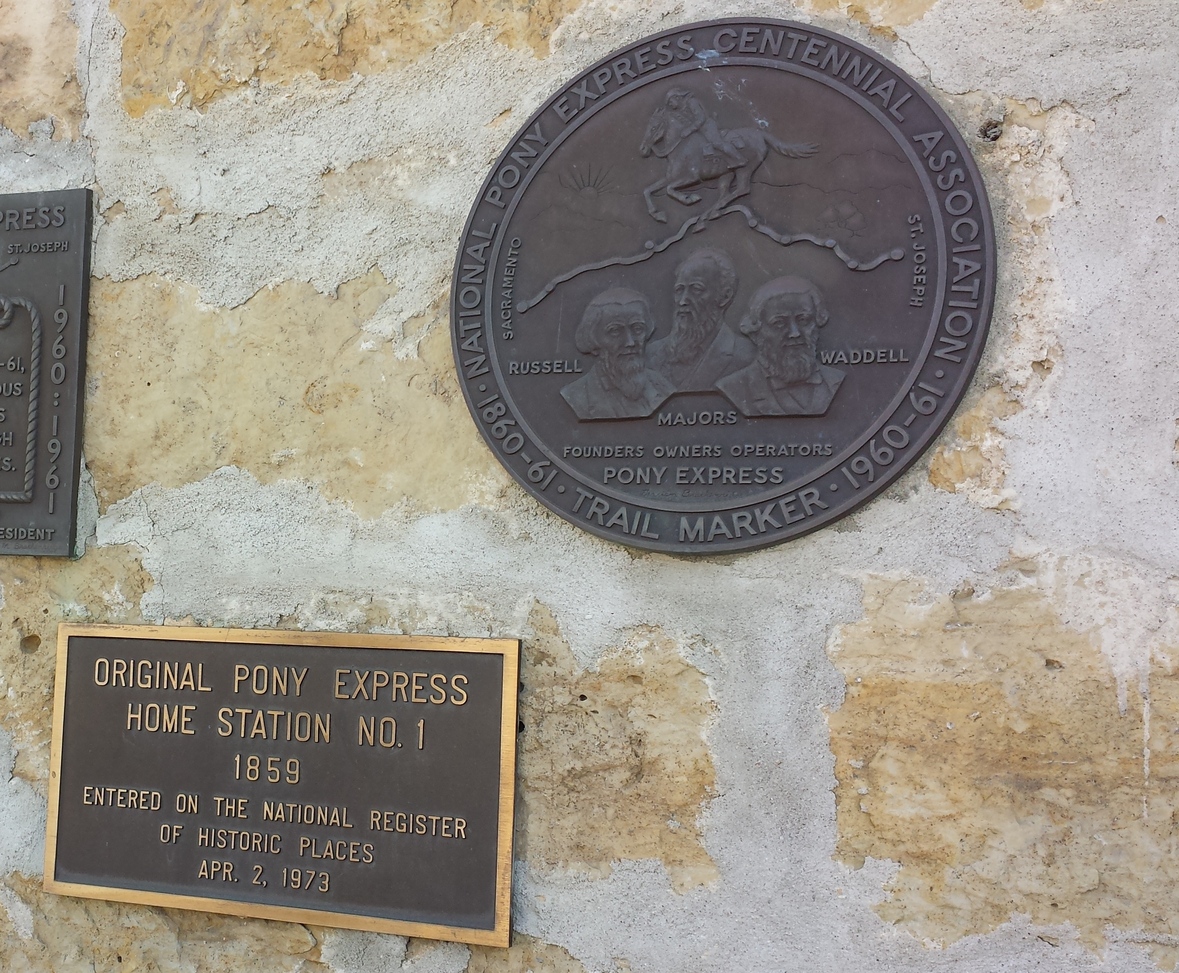 PRESS
ST. JOSEPH
1960·:·1961
-61,
OUS
S
GH
S.
ESIDENT
NATIONAL PONY EXPRESS CENTENNIAL ASSOCIATION
SACRAMENTO
ST. JOSEPH
RUSSELL
WADDELL
MAJORS
FOUNDERS OWNERS OPERATORS
PONY EXPRESS
· 1860-61 · TRAIL MARKER · 1960-61 ·
ORIGINAL PONY EXPRESS
HOME STATION NO. 1
1859
ENTERED ON THE NATIONAL REGISTER
OF HISTORIC PLACES
APR. 2, 1973